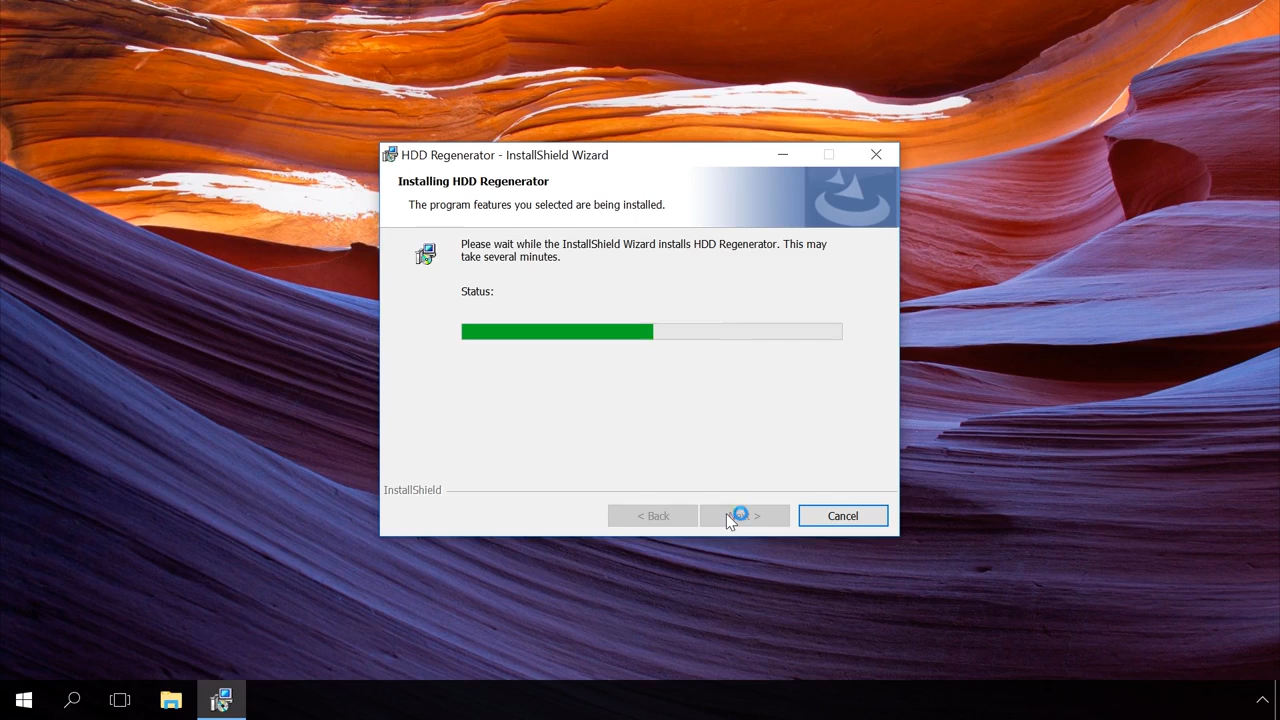 HDD Regenerator - InstallShield Wizard
Installing HDD Regenerator
The program features you selected are being installed.
Please wait while the InstallShield Wizard installs HDD Regenerator. This may
take several minutes.
Status:
InstallShield
< Back
>
Cancel